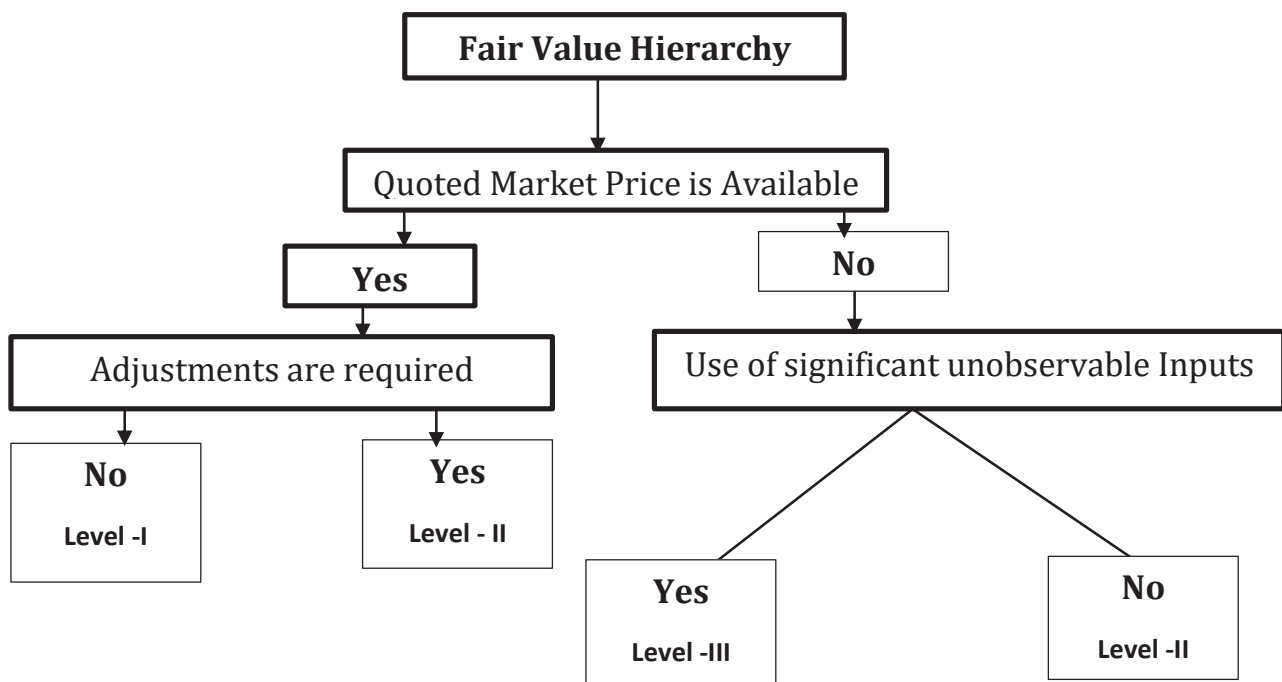 Fair Value Hierarchy
Quoted Market Price is Available
Yes
No
Adjustments are required
Use of significant unobservable Inputs
No
Level -I
Yes
Level - II
Yes
Level -III
No
Level -II